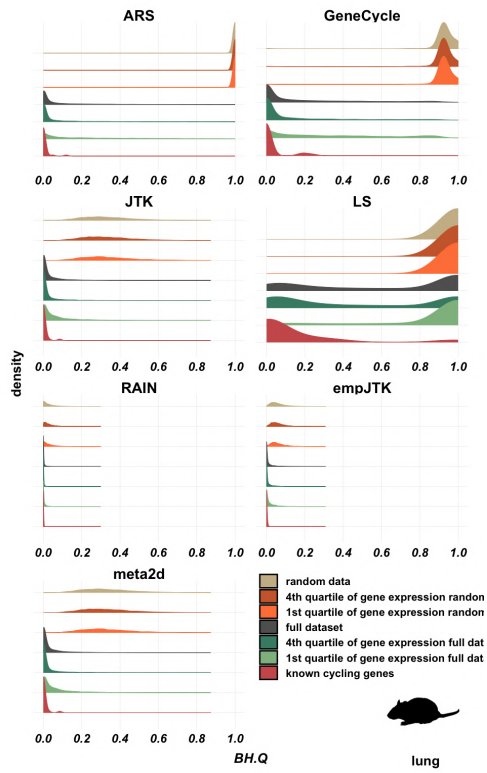 ARS
GeneCycle
0.0 0.2 0.4 0.6 0.8 1.0
0.0 0.2 0.4 0.6 0.8 1.0
JTK
LS
0.0 0.2 0.4 0.6 0.8 1.0
0.0 0.2 0.4 0.6 0.8 1.0
density
RAIN
empJTK
0.0 0.2 0.4 0.6 0.8 1.0
0.0 0.2 0.4 0.6 0.8 1.0
meta2d
0.0 0.2 0.4 0.6 0.8 1.0
random data
4th quartile of gene expression random
1st quartile of gene expression random
full dataset
4th quartile of gene expression full dat
1st quartile of gene expression full dat
known cycling genes
BH.Q
lung